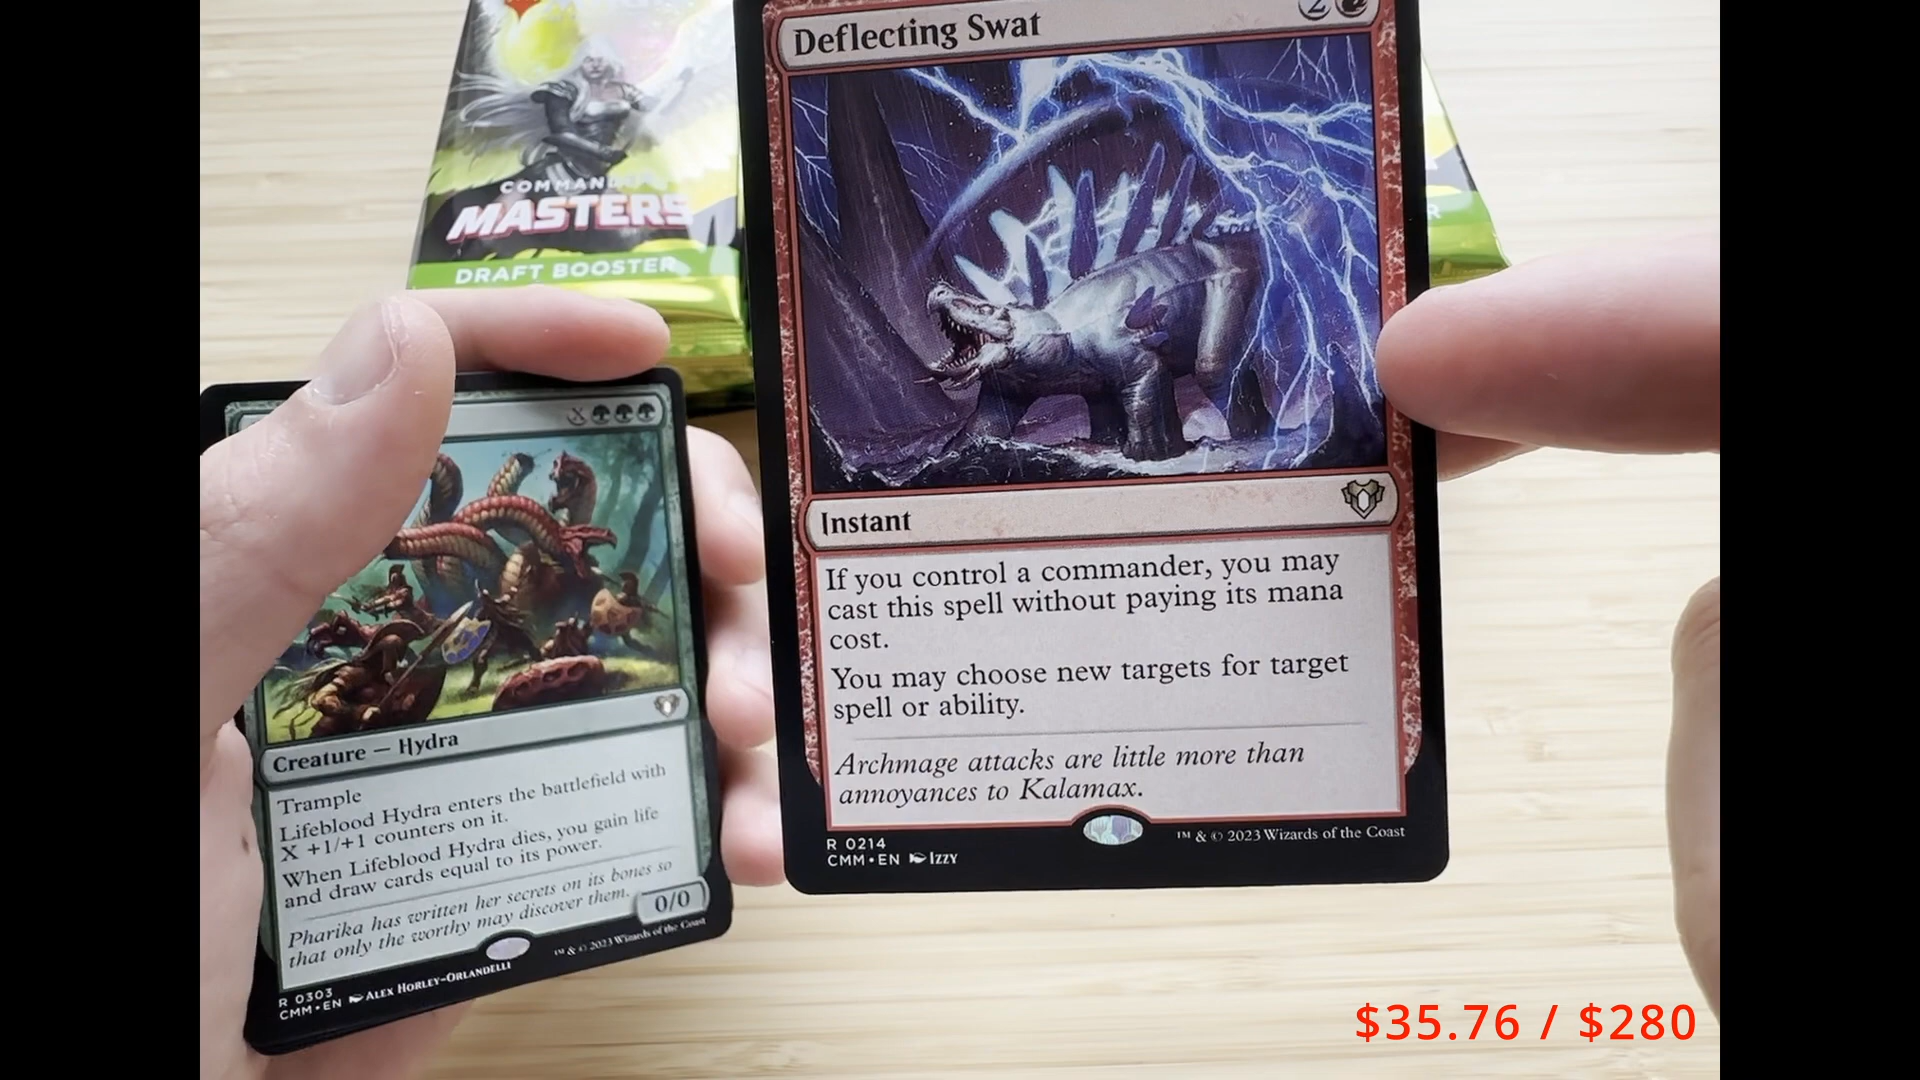 Deflecting Swat
2
COMMAN
MASTERS
DRAFT BOOSTER
R
X
Instant
If you control a commander, you may
cast this spell without paying its mana
cost.
You may choose new targets for target
spell or ability.
Archmage attacks are little more than
annoyances to Kalamax.
R 0214
CMM•EN Izzy
™ & © 2023 Wizards of the Coast
Creature — Hydra
Trample
Lifeblood Hydra enters the battlefield with
X +1/+1 counters on it.
When Lifeblood Hydra dies, you gain life
and draw cards equal to its power.
Pharika has written her secrets on its bones so
that only the worthy may discover them.
0/0
R 0303
CMM•EN Alex Horley-Orlandelli
™ & © 2023 Wizards of the Coast
$35.76 / $280